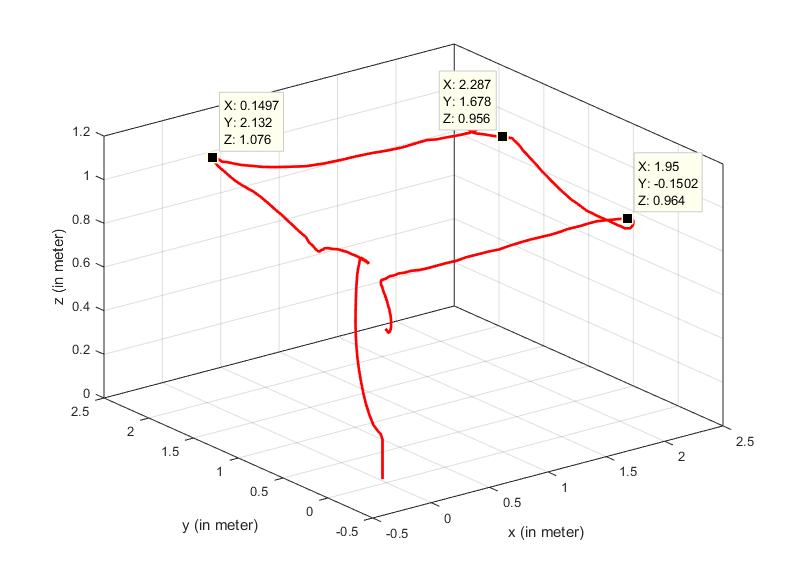 X: 2.287
Y: 1.678
Z: 0.956
X: 0.1497
Y: 2.132
Z: 1.076
X: 1.95
Y: -0.1502
Z: 0.964
1.2
1
0.8
0.6
0.4
0.2
0
z (in meter)
2.5
2
1.5
1
0.5
0
-0.5
y (in meter)
-0.5
0
0.5
1
1.5
2
2.5
x (in meter)